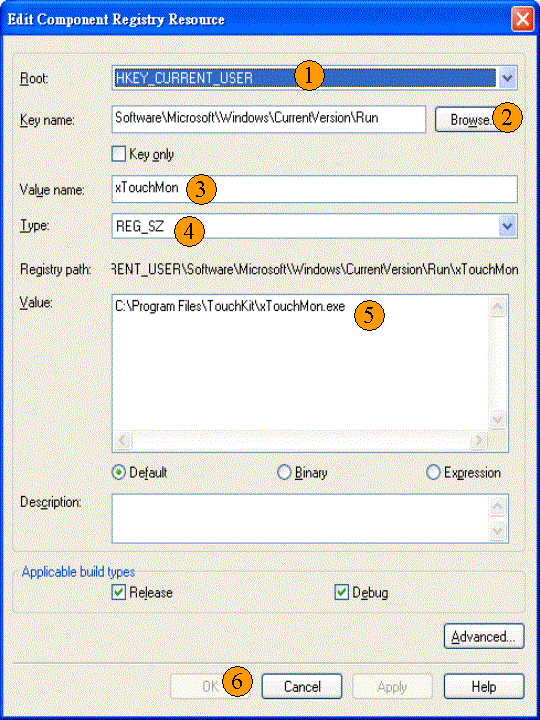 Edit Component Registry Resource
Root: HKEY_CURRENT_USER 1
Key name: Software\Microsoft\Windows\CurrentVersion\Run Browse... 2
Key only
Value name: xTouchMon 3
Type: REG_SZ 4
Registry path: RENT_USER\Software\Microsoft\Windows\CurrentVersion\Run\xTouchMon
Value: C:\Program Files\TouchKit\xTouchMon.exe 5
Default Binary Expression
Description:
Applicable build types
Release Debug
Advanced...
OK 6 Cancel Apply Help